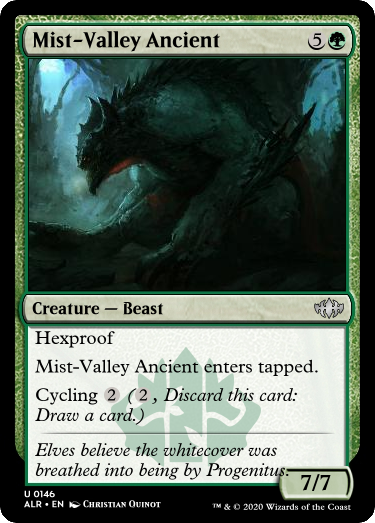 Mist-Valley Ancient 5
Creature — Beast
Hexproof
Mist-Valley Ancient enters tapped.
Cycling 2 (2, Discard this card:
Draw a card.)
Elves believe the whitecover was
breathed into being by Progenitus.
7/7
U 0146
ALR • EN Christian Quinot
™ & © 2020 Wizards of the Coast